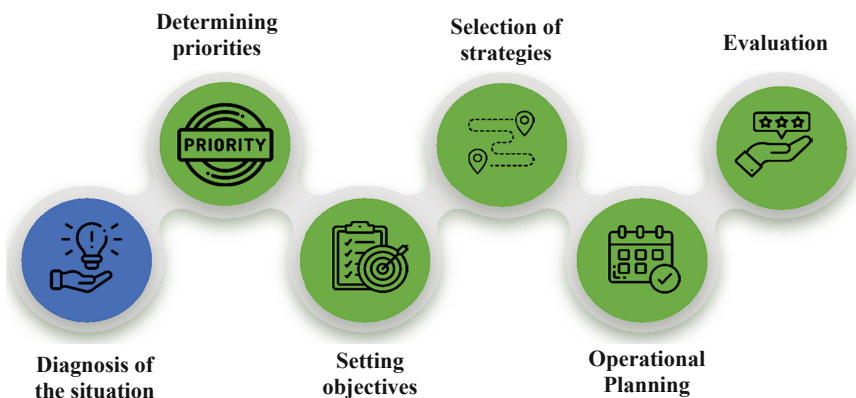 Determining
priorities
Selection of
strategies
Evaluation
PRIORITY
Diagnosis of
the situation
Setting
objectives
Operational
Planning